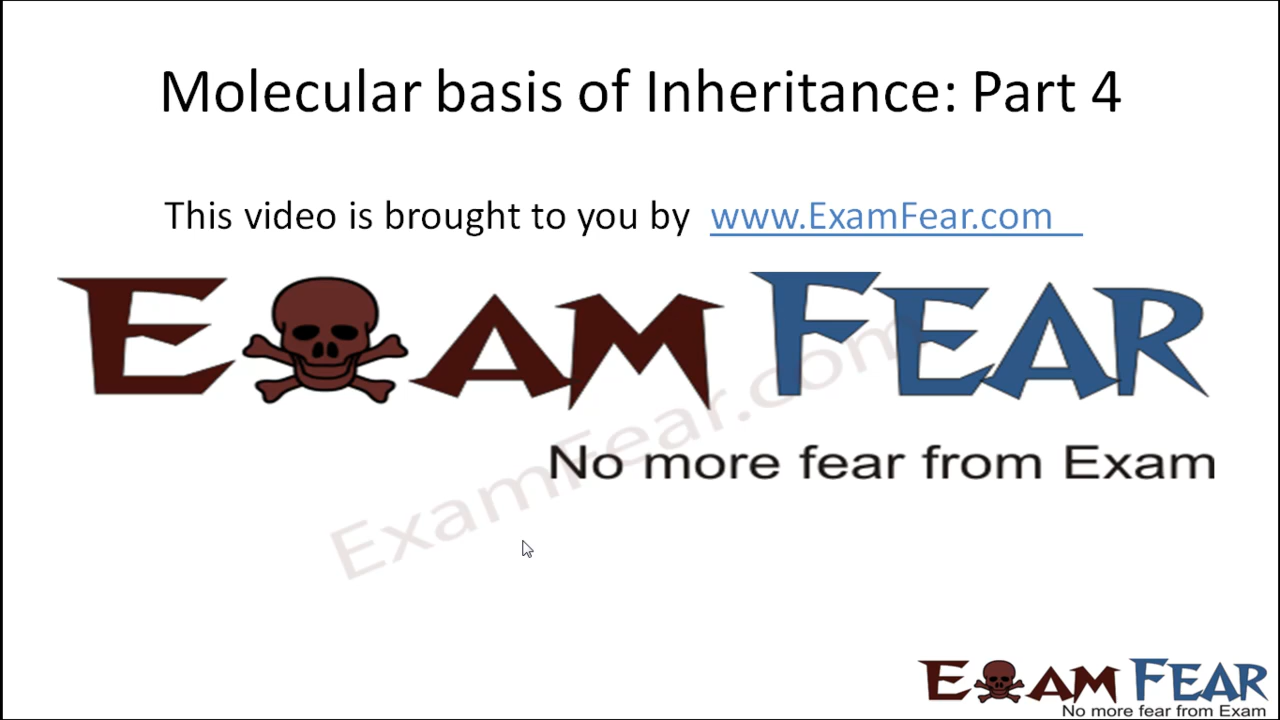 Molecular basis of Inheritance: Part 4
This video is brought to you by www.ExamFear.com
EXAM FEAR
No more fear from Exam
ExamFear.com
EXAM FEAR
No more fear from Exam